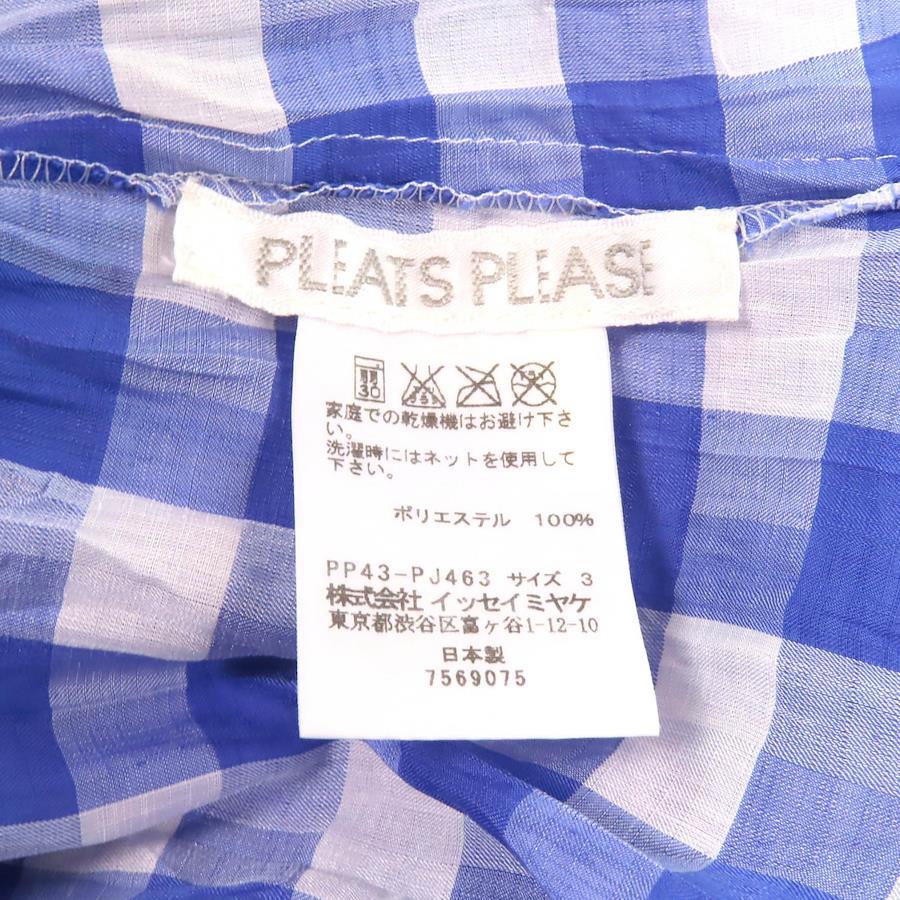 PLEATS PLEASE
30
家庭での乾燥機はお避け下さ
い。
洗濯時にはネットを使用して
下さい。
ポリエステル 100%
PP43-PJ463 サイズ 3
株式会社 イッセイミヤケ
東京都渋谷区富ヶ谷1-12-10
日本製
7569075